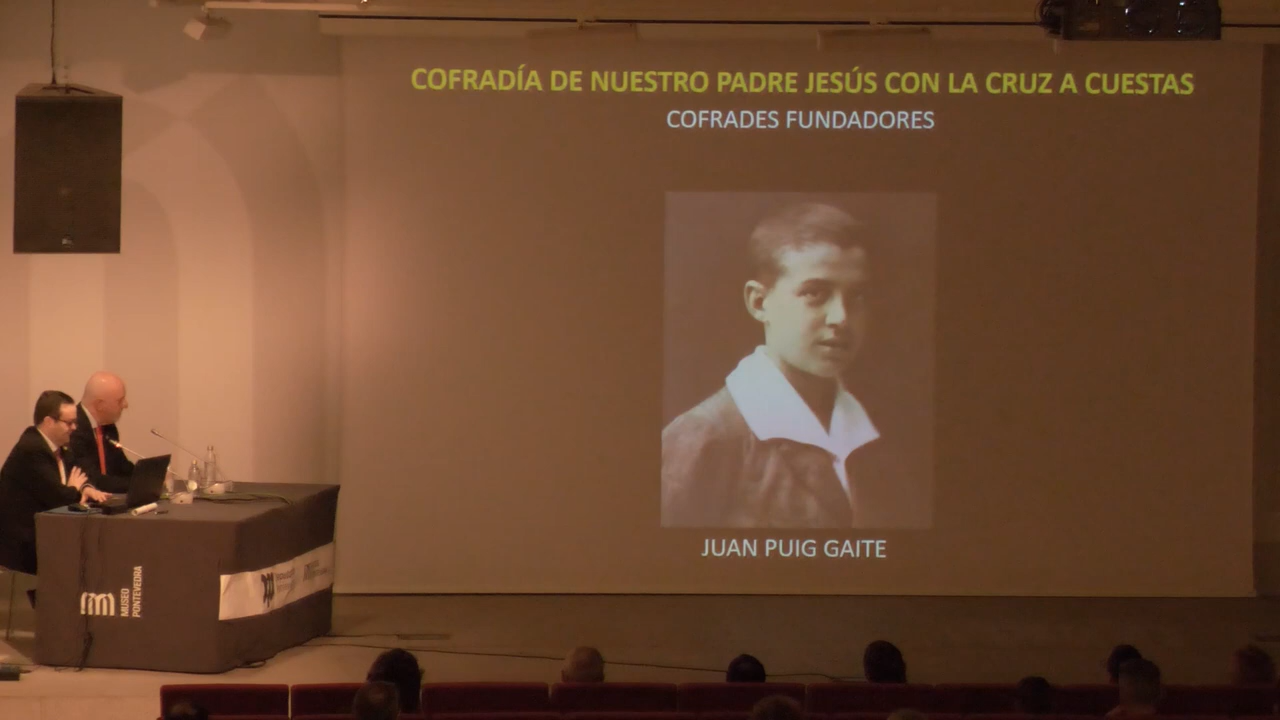 COFRADÍA DE NUESTRO PADRE JESÚS CON LA CRUZ A CUESTAS
COFRADES FUNDADORES
JUAN PUIG GAITE
MUSEO
PONTEVEDRA